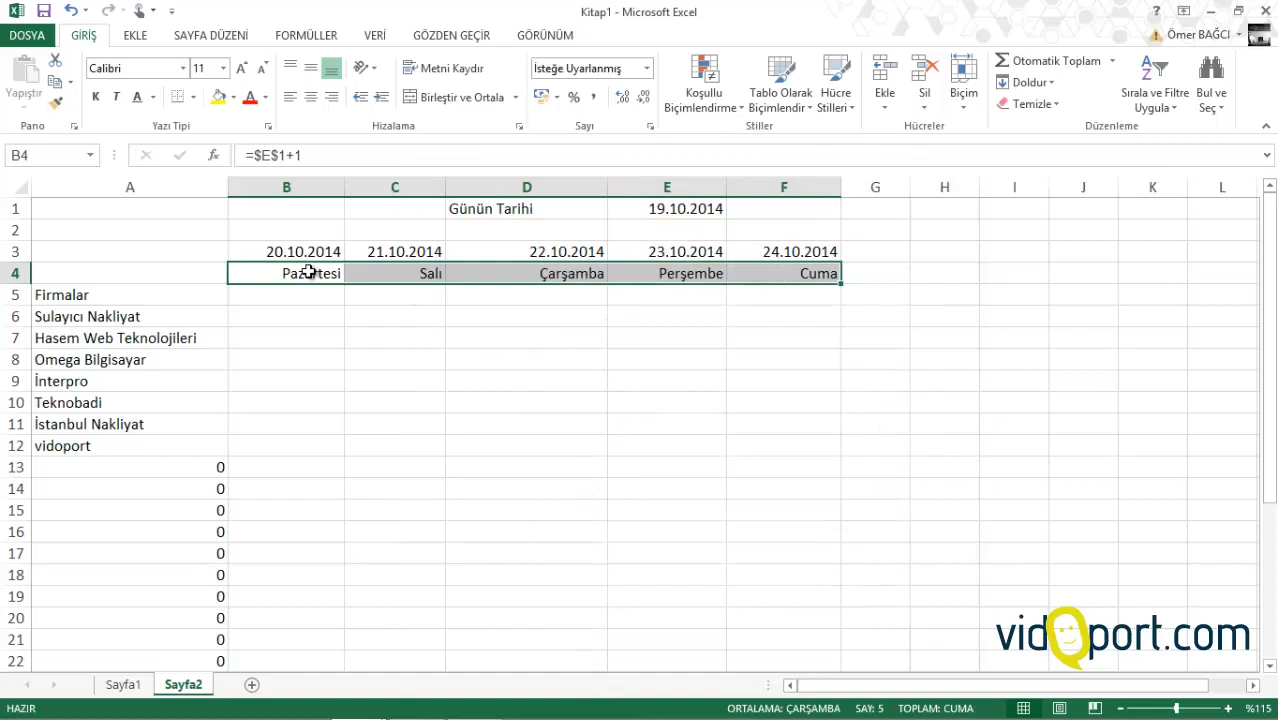 Kitap1 - Microsoft Excel
?
DOSYA GİRİŞ EKLE SAYFA DÜZENİ FORMÜLLER VERİ GÖZDEN GEÇİR GÖRÜNÜM Ömer BAĞCI
Yapıştır
Calibri 11
K T A
Metni Kaydır
Birleştir ve Ortala
İsteğe Uyarlanmış
%
Koşullu Biçimlendirme
Tablo Olarak Biçimlendir
Hücre Stilleri
Ekle Sil Biçim
Otomatik Toplam
Doldur
Temizle
Sırala ve Filtre Uygula
Bul ve Seç
Pano Yazı Tipi Hizalama Sayı Stiller Hücreler Düzenleme
B4 fx =$E$1+1
A B C D E F G H I J K L
1 Günün Tarihi 19.10.2014
2
3 20.10.2014 21.10.2014 22.10.2014 23.10.2014 24.10.2014
4 Pazartesi Salı Çarşamba Perşembe Cuma
5 Firmalar
6 Sulayıcı Nakliyat
7 Hasem Web Teknolojileri
8 Omega Bilgisayar
9 İnterpro
10 Teknobadi
11 İstanbul Nakliyat
12 vidoport
13 0
14 0
15 0
16 0
17 0
18 0
19 0
20 0
21 0
22 0
vidoport.com
Sayfa1 Sayfa2
HAZIR ORTALAMA: ÇARŞAMBA SAY: 5 TOPLAM: CUMA %115